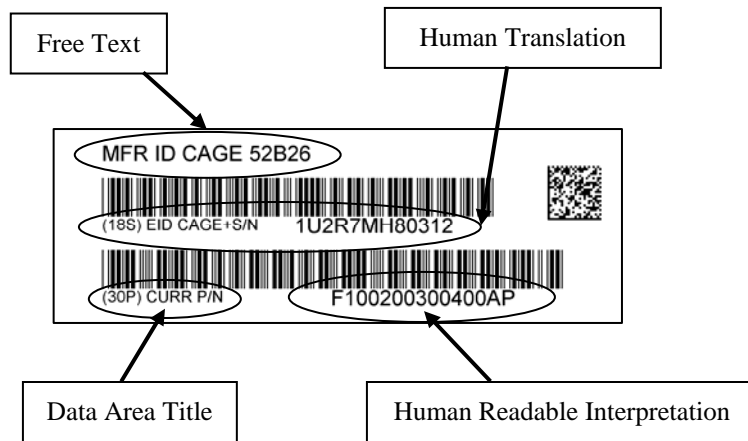 Free Text
Human Translation
MFR ID CAGE 52B26
(18S) EID CAGE+S/N 1U2R7MH80312
(30P) CURR P/N F100200300400AP
Data Area Title
Human Readable Interpretation